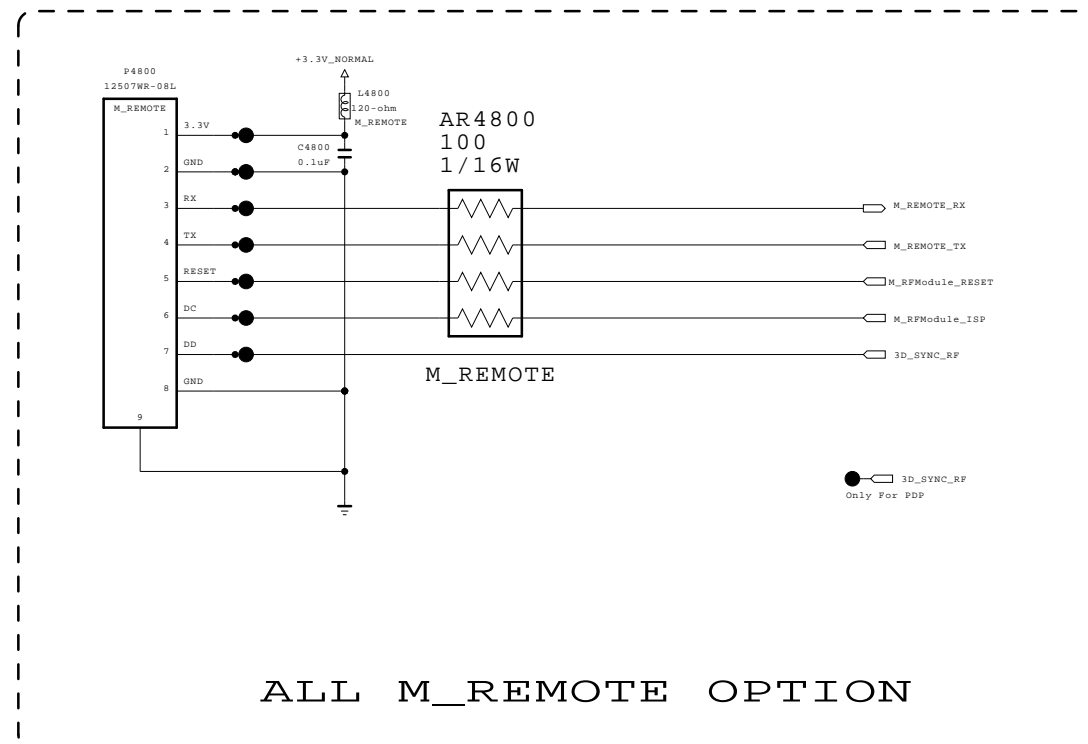 +3.3V_NORMAL
P4800
12507WR-08L
M_REMOTE
L4800
120-ohm
M_REMOTE
C4800
0.1uF
AR4800
100
1/16W
1
3.3V
2
GND
3
RX
M_REMOTE_RX
4
TX
M_REMOTE_TX
5
RESET
M_RFModule_RESET
6
DC
M_RFModule_ISP
7
DD
3D_SYNC_RF
M_REMOTE
8
GND
9
3D_SYNC_RF
Only For PDP
ALL M_REMOTE OPTION